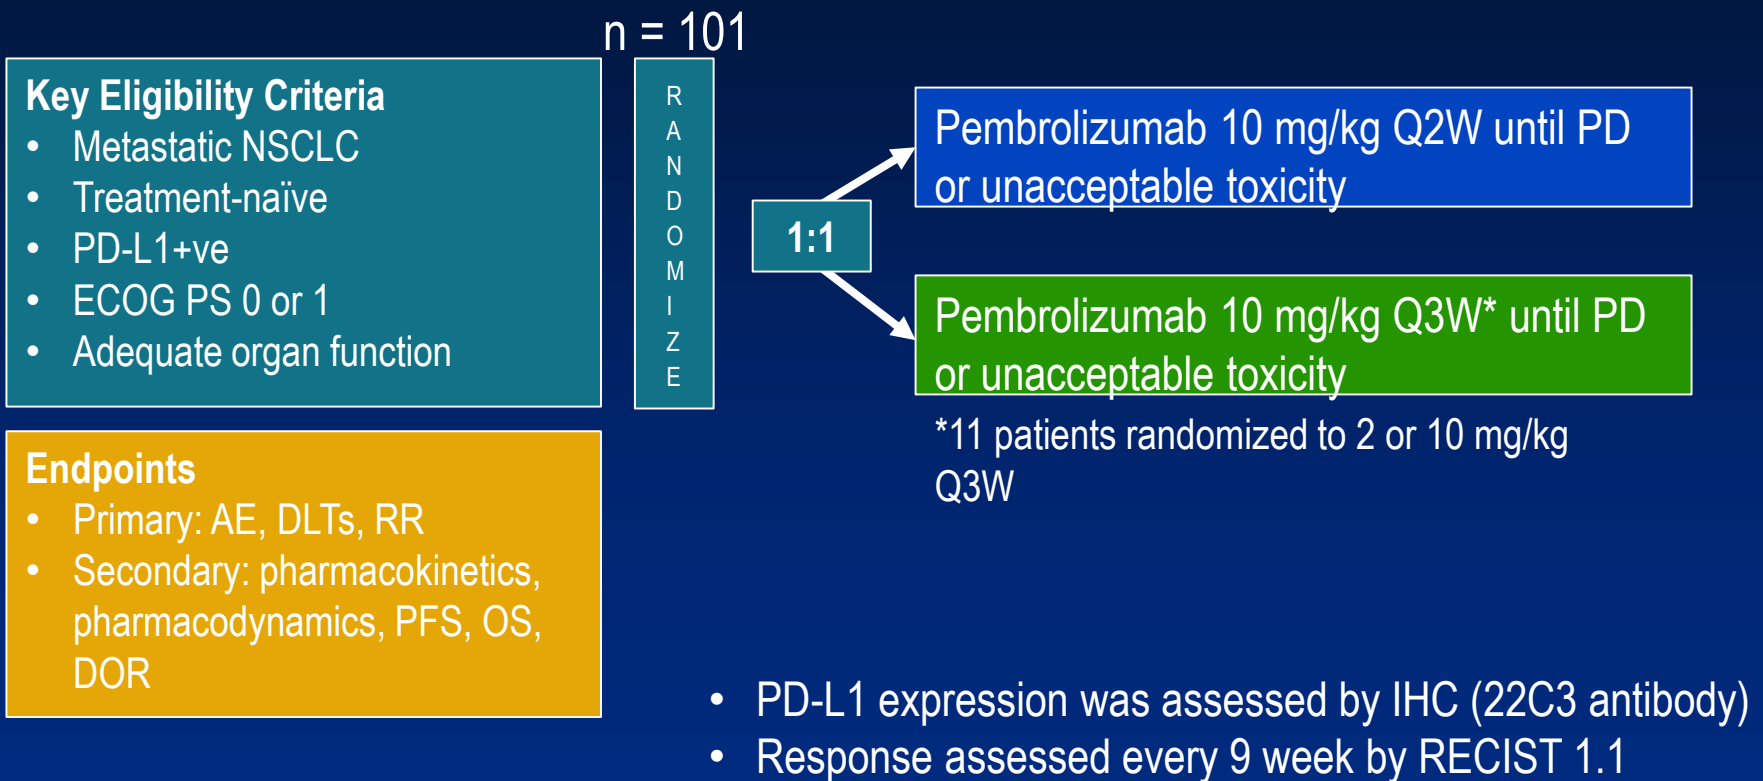 n = 101
Key Eligibility Criteria
• Metastatic NSCLC
• Treatment-naïve
• PD-L1+ve
• ECOG PS 0 or 1
• Adequate organ function
R
A
N
D
O
M
I
Z
E
1:1
Pembrolizumab 10 mg/kg Q2W until PD
or unacceptable toxicity
Pembrolizumab 10 mg/kg Q3W* until PD
or unacceptable toxicity
*11 patients randomized to 2 or 10 mg/kg
Q3W
Endpoints
• Primary: AE, DLTs, RR
• Secondary: pharmacokinetics,
pharmacodynamics, PFS, OS,
DOR
• PD-L1 expression was assessed by IHC (22C3 antibody)
• Response assessed every 9 week by RECIST 1.1